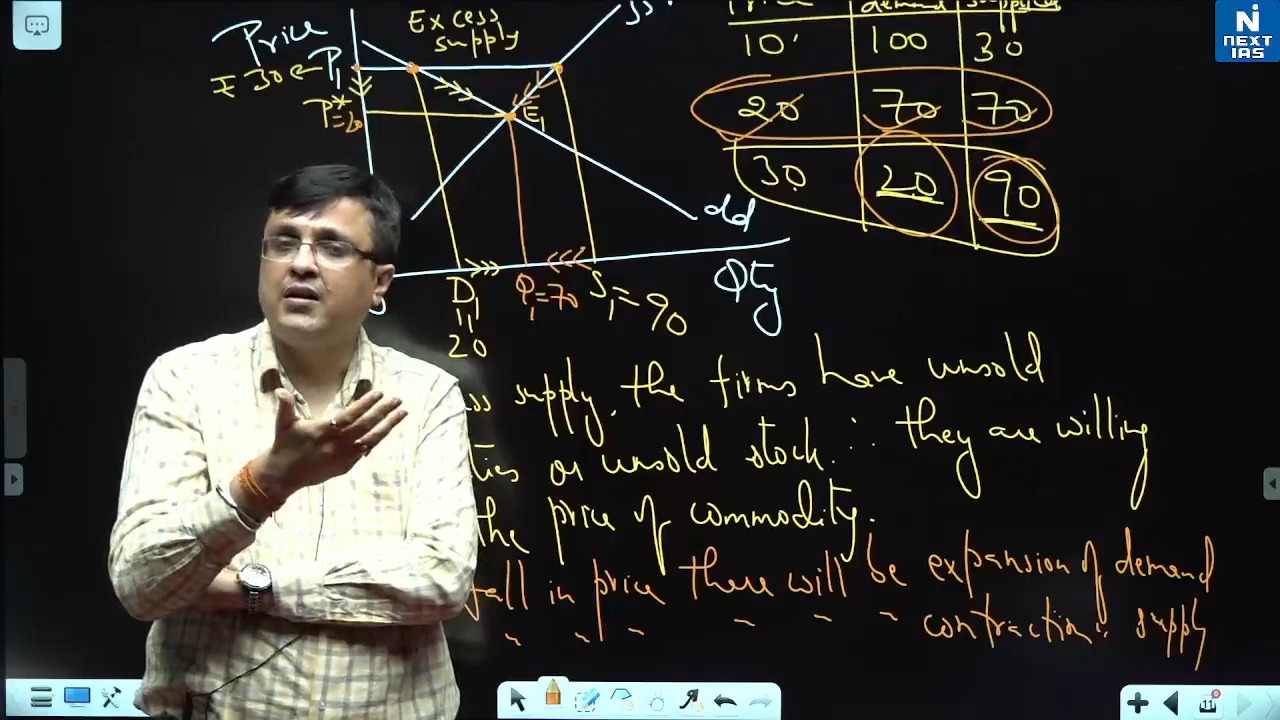 NEXT IAS
Price
Excess supply
ss
P₁
₹ 30 ←
P*
=20
E₁
dd
Qty
D₁
||
20
Q₁=70
S₁ = 90
demand
10 100 30
20 70 70
30 20 90
supply, the firms have unsold
or unsold stock. ∴ they are willing
the price of commodity.
fall in price there will be expansion of demand
" " " " " " contraction " supply
11